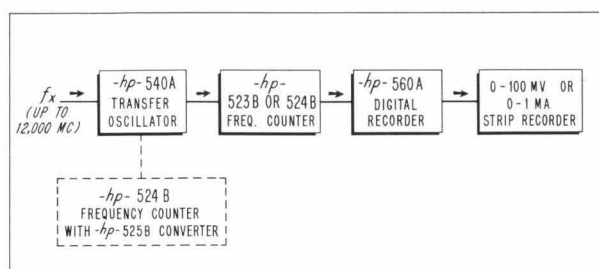 fx
(UP TO
12,000 MC)
-hp- 540A
TRANSFER
OSCILLATOR
-hp-
523B OR 524B
FREQ. COUNTER
-hp- 560A
DIGITAL
RECORDER
0-100 MV OR
0-1 MA
STRIP RECORDER
-hp- 524 B
FREQUENCY COUNTER
WITH -hp- 525B CONVERTER